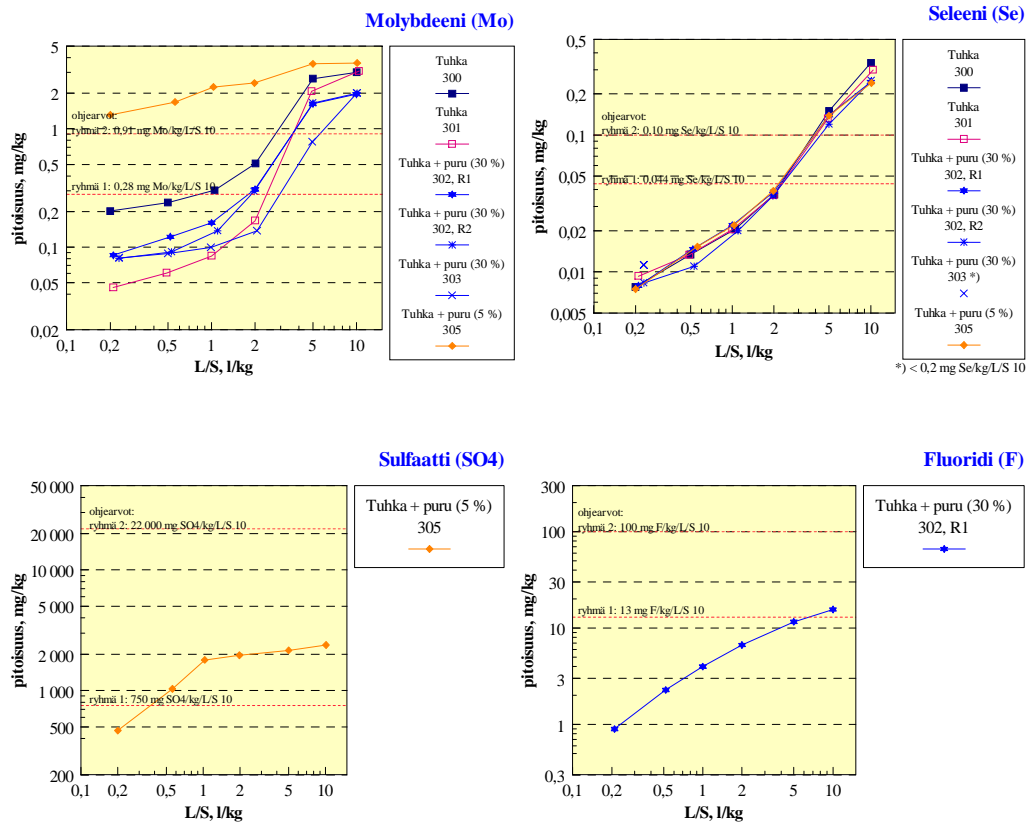 Molybdeeni (Mo)
5
2
1
0,5
0,2
0,1
0,05
0,02
pitoisuus, mg/kg
ohjearvot:
ryhmä 2: 0,91 mg Mo/kg/L/S 10
ryhmä 1: 0,28 mg Mo/kg/L/S 10
0,1 0,2 0,5 1 2 5 10
L/S, l/kg
Tuhka
300
Tuhka
301
Tuhka + puru (30 %)
302, R1
Tuhka + puru (30 %)
302, R2
Tuhka + puru (30 %)
303
Tuhka + puru (5 %)
305
Seleeni (Se)
0,5
0,2
0,1
0,05
0,02
0,01
0,005
pitoisuus, mg/kg
ohjearvot:
ryhmä 2: 0,10 mg Se/kg/L/S 10
ryhmä 1: 0,044 mg Se/kg/L/S 10
0,1 0,2 0,5 1 2 5 10
L/S, l/kg
Tuhka
300
Tuhka
301
Tuhka + puru (30 %)
302, R1
Tuhka + puru (30 %)
302, R2
Tuhka + puru (30 %)
303 *)
Tuhka + puru (5 %)
305
*) < 0,2 mg Se/kg/L/S 10
Sulfaatti (SO4)
50 000
20 000
10 000
5 000
2 000
1 000
500
200
pitoisuus, mg/kg
ohjearvot:
ryhmä 2: 22 000 mg SO4/kg/L/S 10
ryhmä 1: 750 mg SO4/kg/L/S 10
0,1 0,2 0,5 1 2 5 10
L/S, l/kg
Tuhka + puru (5 %)
305
Fluoridi (F)
300
100
30
10
3
1
0,3
pitoisuus, mg/kg
ohjearvot:
ryhmä 2: 100 mg F/kg/L/S 10
ryhmä 1: 13 mg F/kg/L/S 10
0,1 0,2 0,5 1 2 5 10
L/S, l/kg
Tuhka + puru (30 %)
302, R1